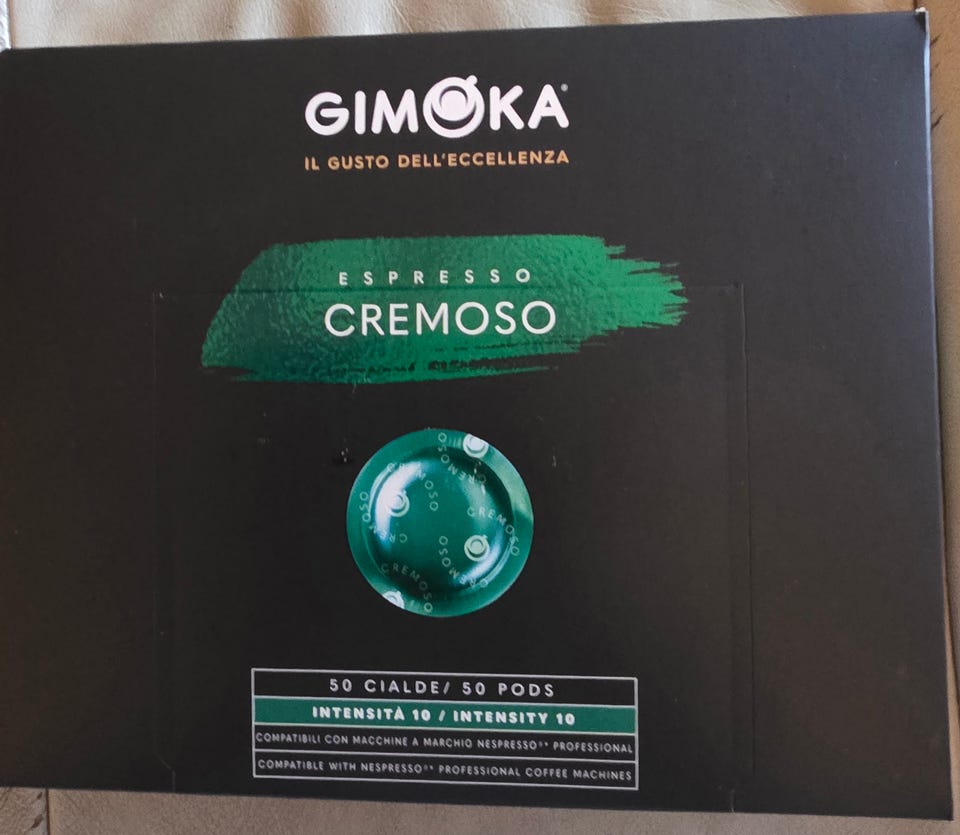 GIMOKA®
IL GUSTO DELL'ECCELLENZA
ESPRESSO
CREMOSO
CREMOSO
CREMOSO
CREMOSO
50 CIALDE/ 50 PODS
INTENSITÀ 10 / INTENSITY 10
COMPATIBILI CON MACCHINE A MARCHIO NESPRESSO®* PROFESSIONAL
COMPATIBLE WITH NESPRESSO®* PROFESSIONAL COFFEE MACHINES